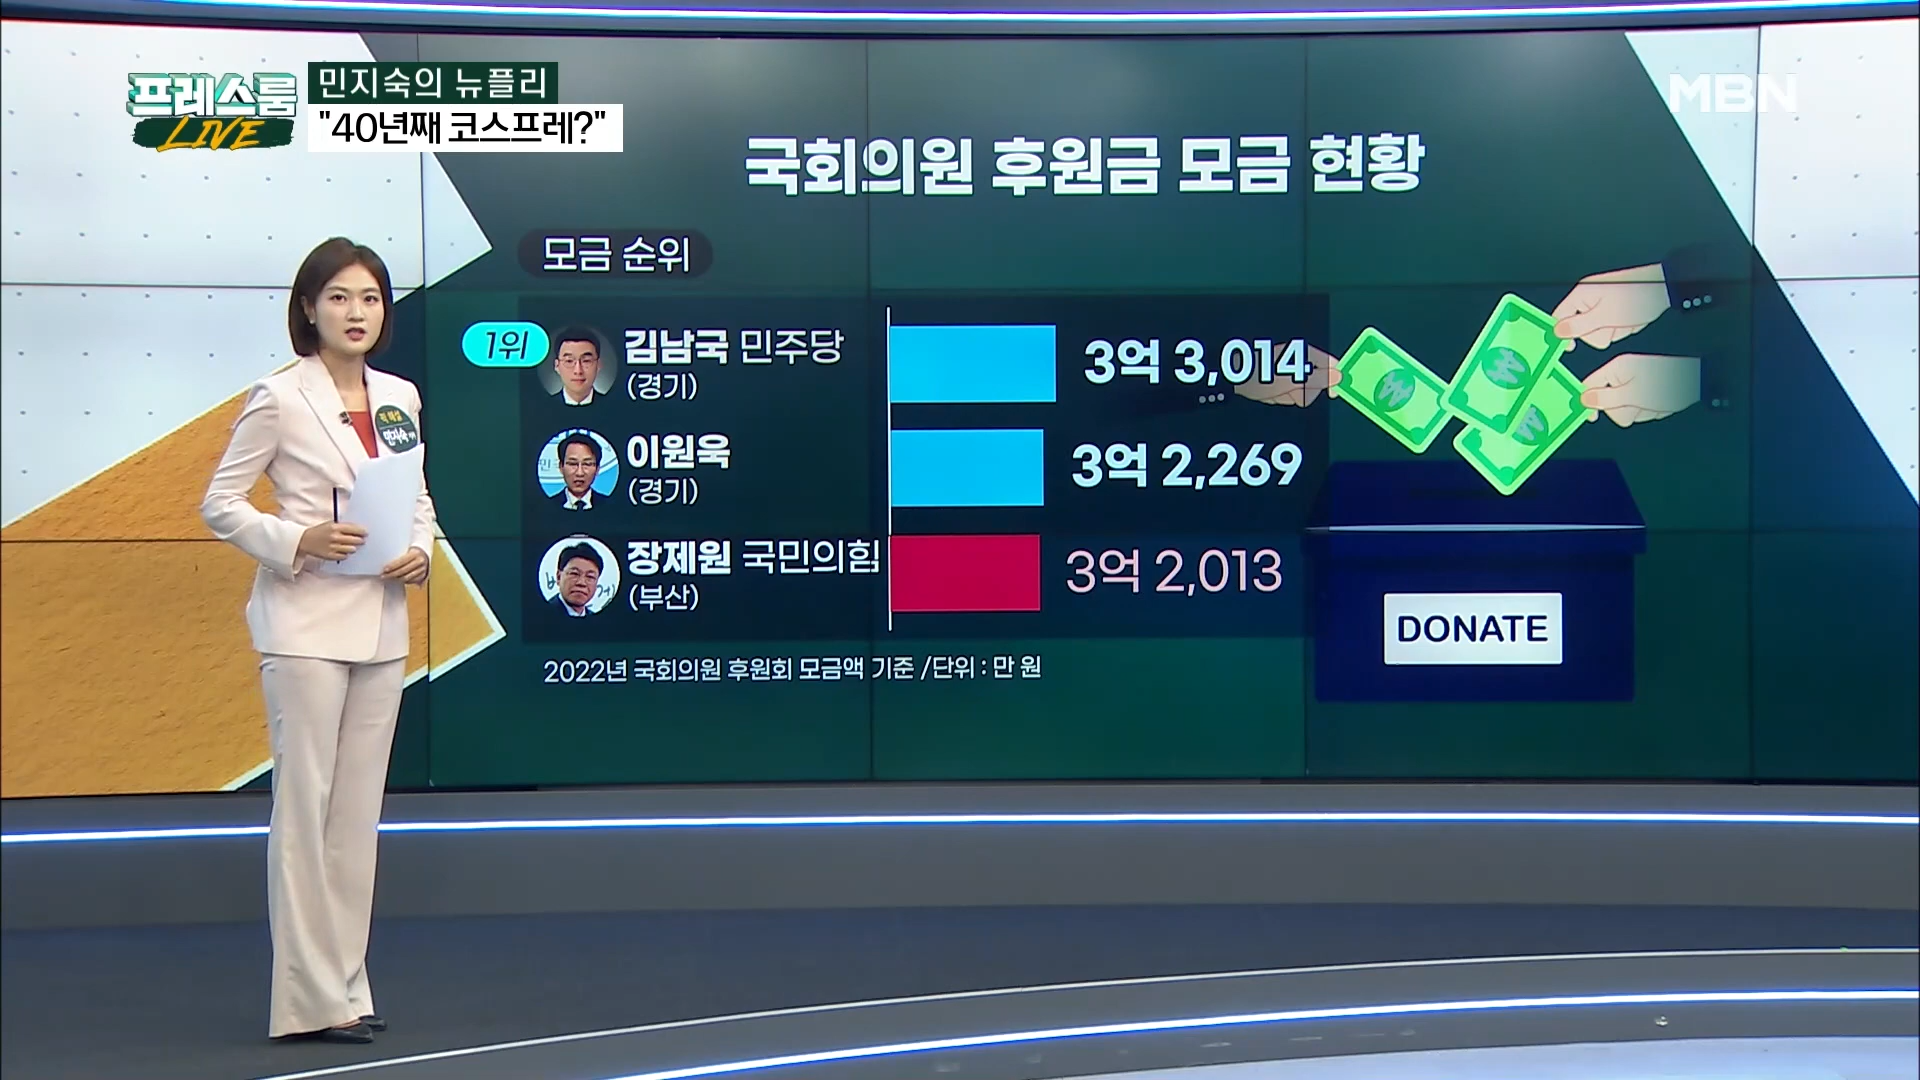 프레스룸
LIVE
민지숙의 뉴플리
"40년째 코스프레?"
MBN
국회의원 후원금 모금 현황
모금 순위
1위
김남국 민주당
(경기)
3억 3,014
이원욱
(경기)
3억 2,269
장제원 국민의힘
(부산)
3억 2,013
2022년 국회의원 후원회 모금액 기준 /단위 : 만 원
DONATE
민지숙